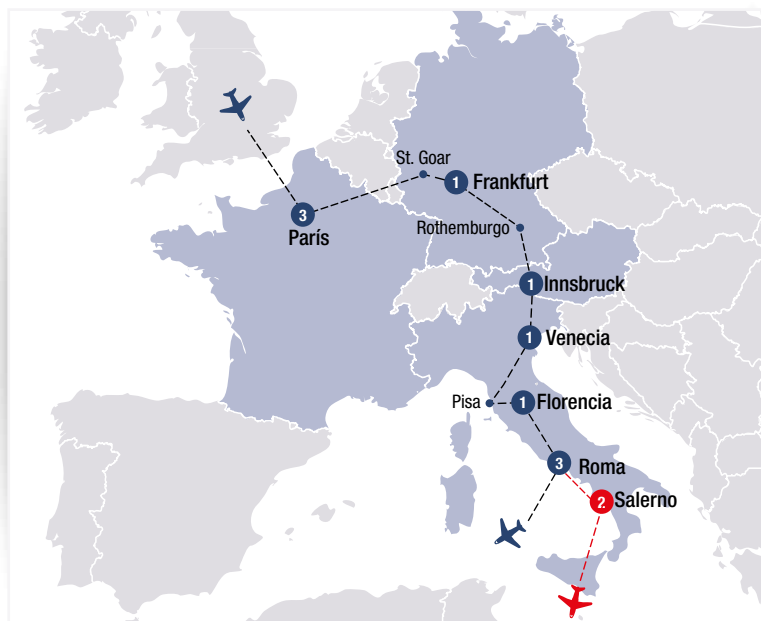 St. Goar
1 Frankfurt
3
París
Rothemburgo
1 Innsbruck
1 Venecia
Pisa
1 Florencia
3 Roma
2 Salerno